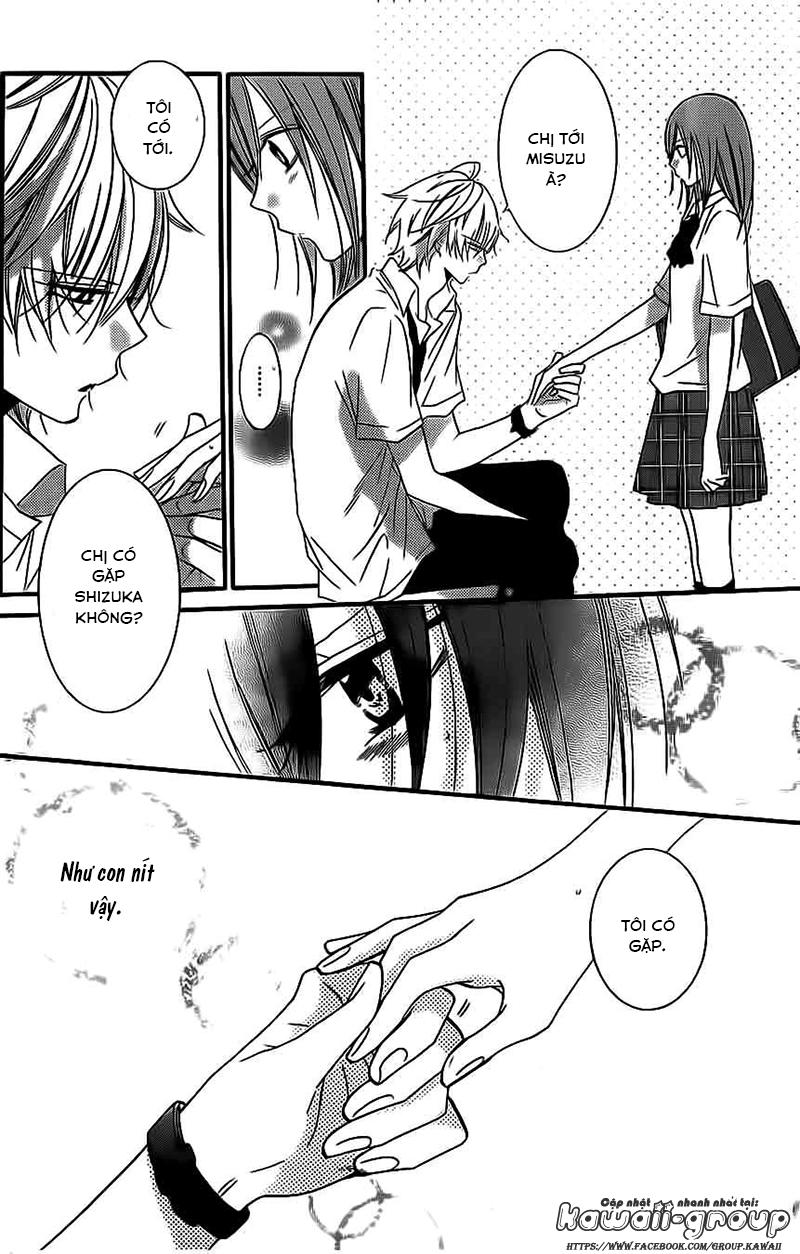 CHỊ TỚI
MISUZU
À?
.......
TÔI
CÓ
TỚI.
CHỊ CÓ
GẶP
SHIZUKA
KHÔNG?
TÔI CÓ
GẶP.
Như con nít
vậy.
Cập nhật nhanh nhất tại:
kawaii-group
HTTPS://WWW.FACEBOOK.COM/GROUP.KAWAII